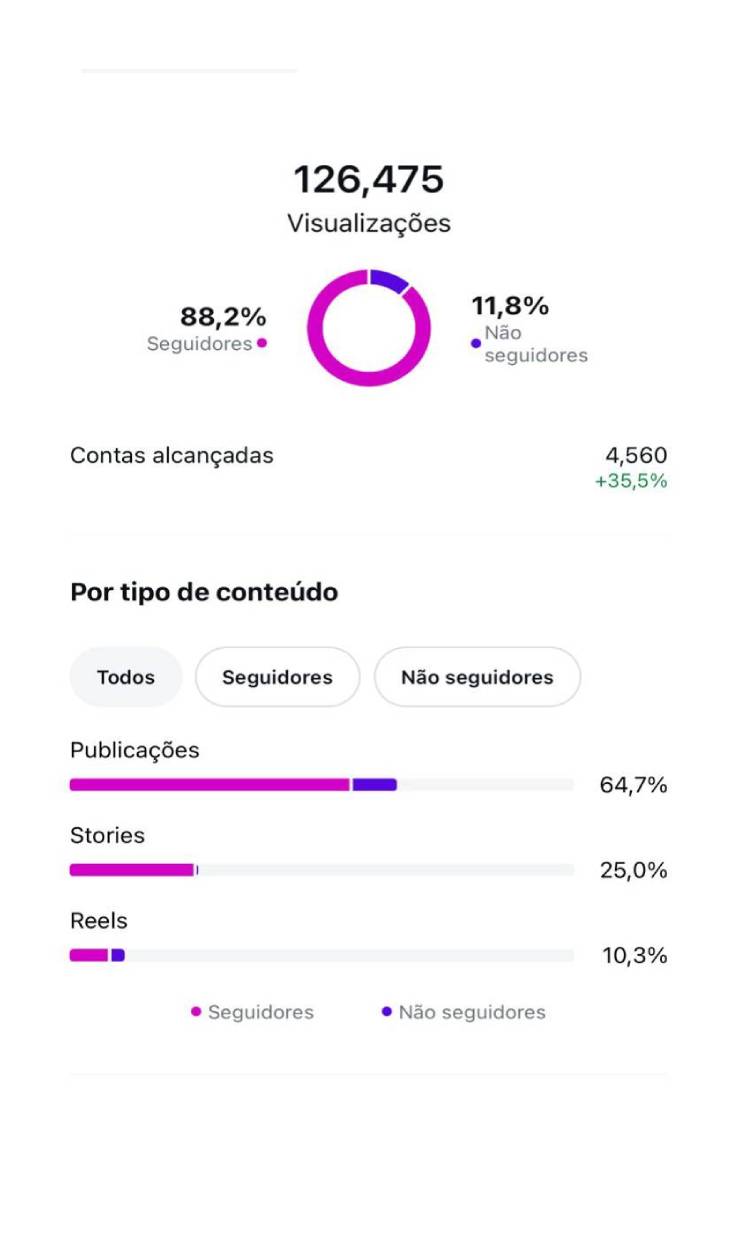 126,475
Visualizações
88,2%
Seguidores
11,8%
Não
seguidores
Contas alcançadas
4,560
+35,5%
Por tipo de conteúdo
Todos
Seguidores
Não seguidores
Publicações
64,7%
Stories
25,0%
Reels
10,3%
Seguidores
Não seguidores